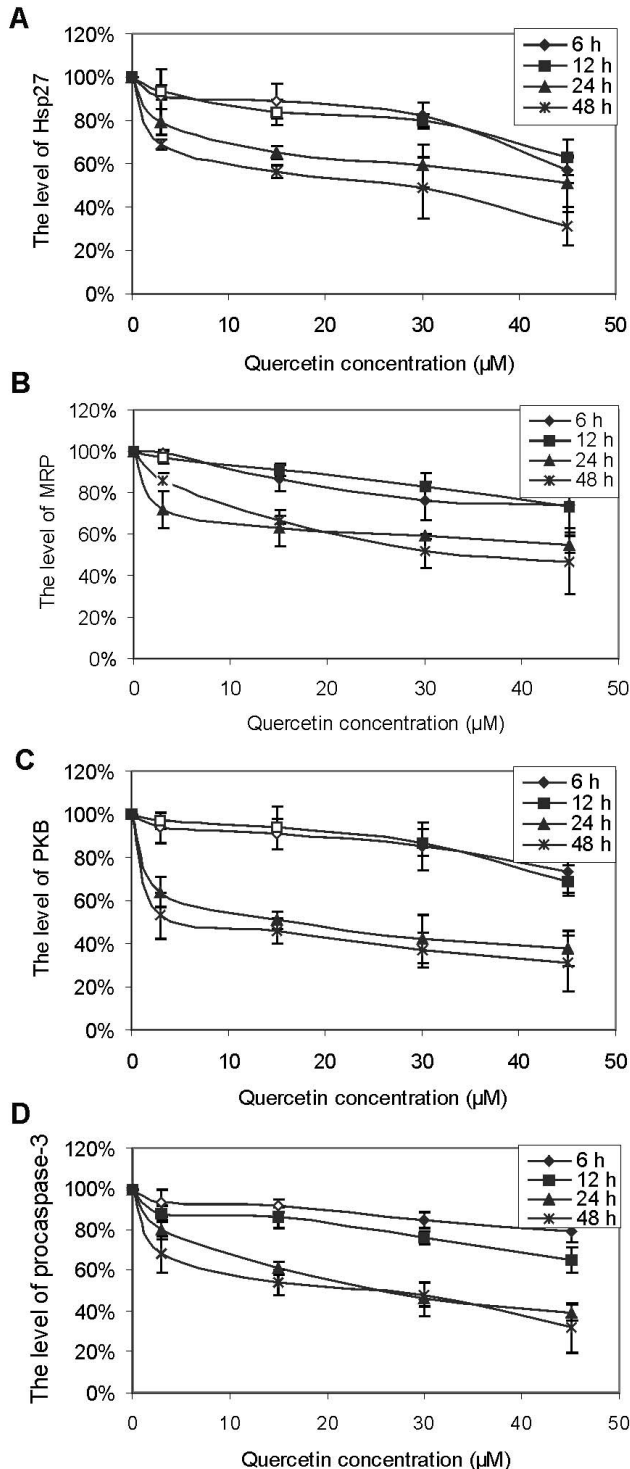 A
The level of Hsp27
120%
100%
80%
60%
40%
20%
0%
0 10 20 30 40 50
Quercetin concentration (µM)
6 h
12 h
24 h
48 h
B
The level of MRP
120%
100%
80%
60%
40%
20%
0%
0 10 20 30 40 50
Quercetin concentration (µM)
6 h
12 h
24 h
48 h
C
The level of PKB
120%
100%
80%
60%
40%
20%
0%
0 10 20 30 40 50
Quercetin concentration (µM)
6 h
12 h
24 h
48 h
D
The level of procaspase-3
120%
100%
80%
60%
40%
20%
0%
0 10 20 30 40 50
Quercetin concentration (µM)
6 h
12 h
24 h
48 h